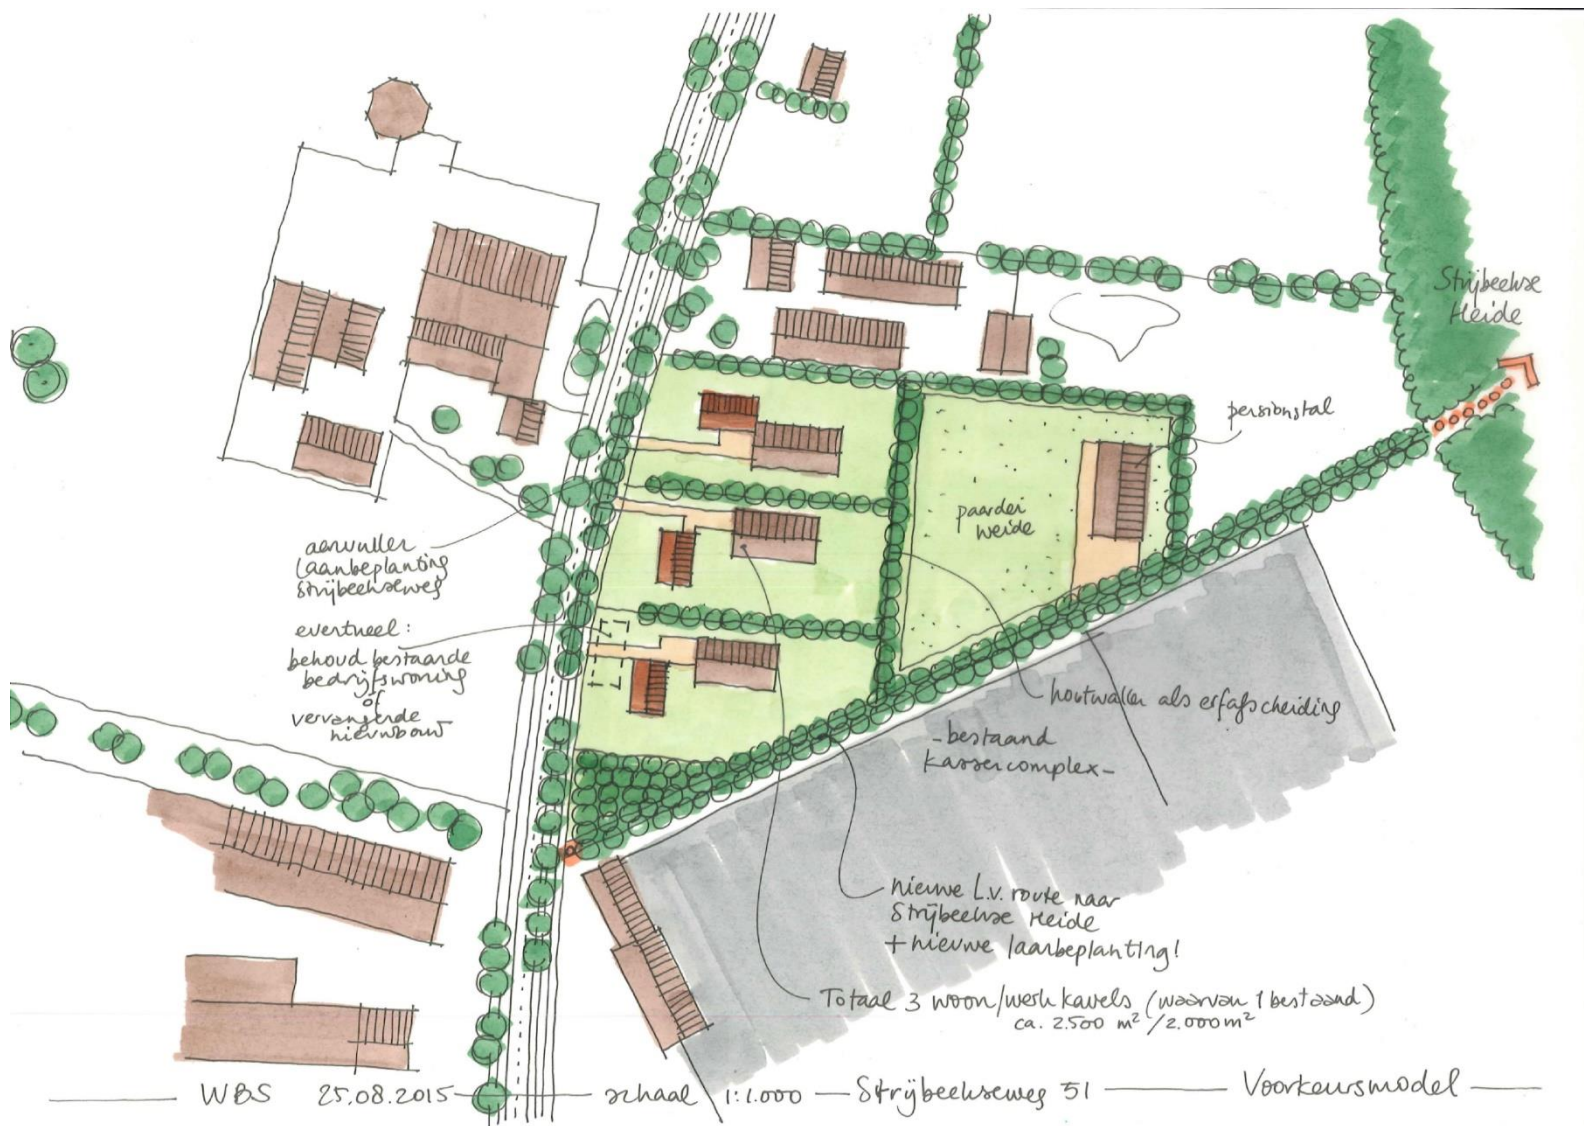 Strijbeekse
Heide
pensionstal
paarden
weide
aanvullen
laanbeplanting
Strijbeekseweg
eventueel:
behoud bestaande
bedrijfswoning
of
vervangende
nieuwbouw
houtwallen als erfafscheiding
- bestaand
kassencomplex -
nieuwe L.v. route naar
Strijbeekse Heide
+ nieuwe laanbeplanting!
Totaal 3 woon/werk kavels (waarvan 1 bestaand)
ca. 2.500 m² / 2.000 m²
WBS 25.08.2015 schaal 1:1.000 Strijbeekseweg 51 Voorkeursmodel